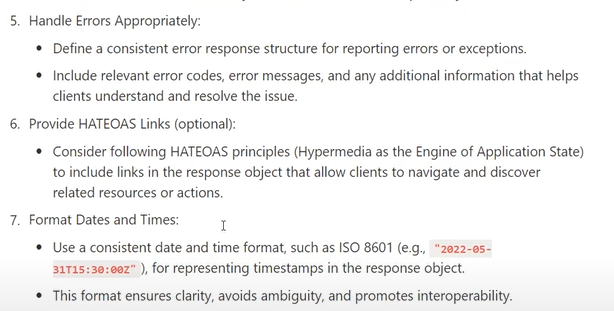 5. Handle Errors Appropriately:
• Define a consistent error response structure for reporting errors or exceptions.
• Include relevant error codes, error messages, and any additional information that helps
clients understand and resolve the issue.
6. Provide HATEOAS Links (optional):
• Consider following HATEOAS principles (Hypermedia as the Engine of Application State)
to include links in the response object that allow clients to navigate and discover
related resources or actions.
7. Format Dates and Times:
• Use a consistent date and time format, such as ISO 8601 (e.g., "2022-05-
31T15:30:00Z" ), for representing timestamps in the response object.
• This format ensures clarity, avoids ambiguity, and promotes interoperability.